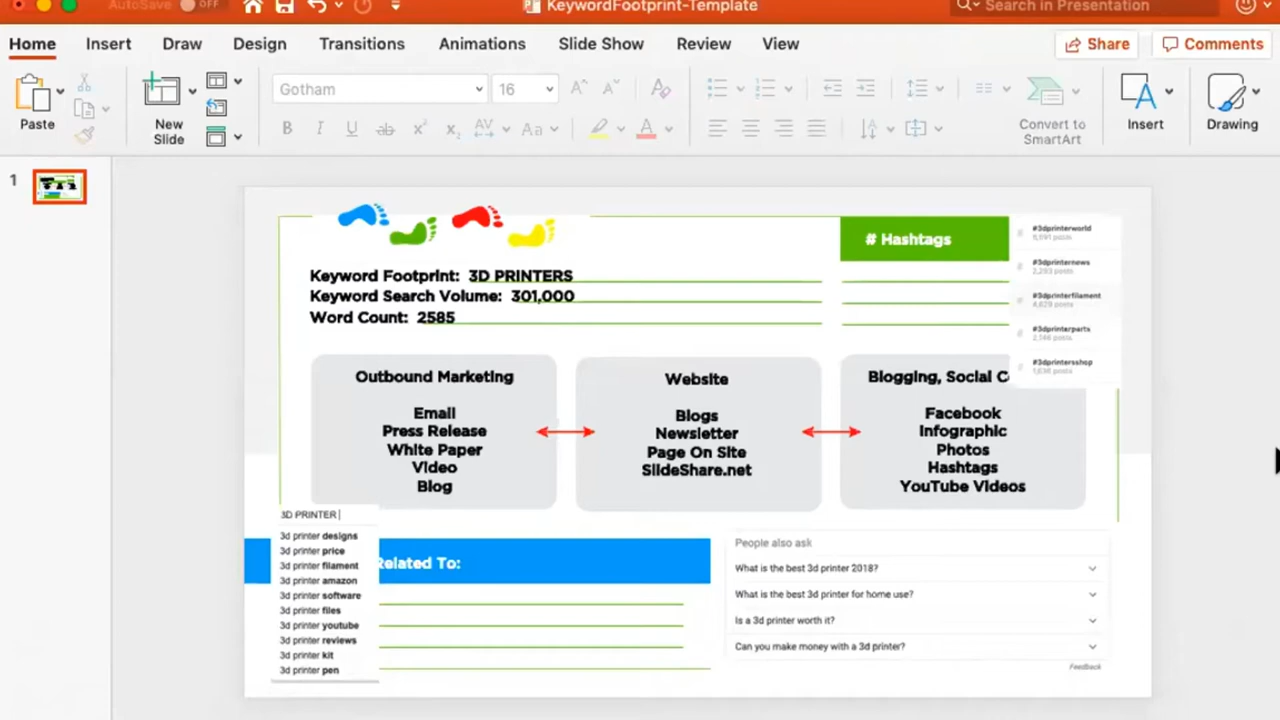 AutoSave OFF
KeywordFootprint-Template
Search in Presentation
Home Insert Draw Design Transitions Animations Slide Show Review View
Share Comments
Paste
New
Slide
Gotham 16
Convert to
SmartArt
Insert
Drawing
1
# Hashtags
#3dprinterworld
#3dprinternews
2,293 posts
#3dprinterfilament
4,829 posts
#3dprinterparts
#3dprintersshop
Keyword Footprint: 3D PRINTERS
Keyword Search Volume: 301,000
Word Count: 2585
Outbound Marketing
Email
Press Release
White Paper
Video
Blog
Website
Blogs
Newsletter
Page On Site
SlideShare.net
Blogging, Social C
Facebook
Infographic
Photos
Hashtags
YouTube Videos
3D PRINTER
3d printer designs
3d printer price
3d printer filament
3d printer amazon
3d printer software
3d printer files
3d printer youtube
3d printer reviews
3d printer kit
3d printer pen
Related To:
People also ask
What is the best 3d printer 2018?
What is the best 3d printer for home use?
Is a 3d printer worth it?
Can you make money with a 3d printer?
Feedback